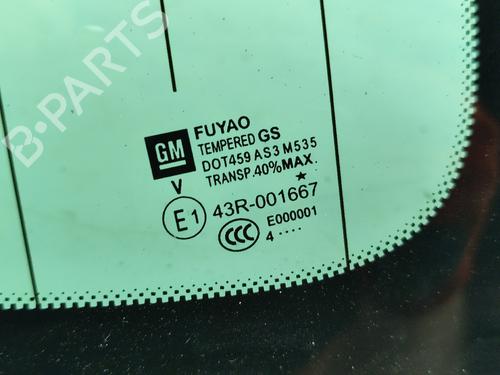 B-PARTS
GM
FUYAO
TEMPERED GS
DOT459 AS3 M535
TRANSP.40%MAX.
V
E1
43R-001667
CCC
E000001
4 ····